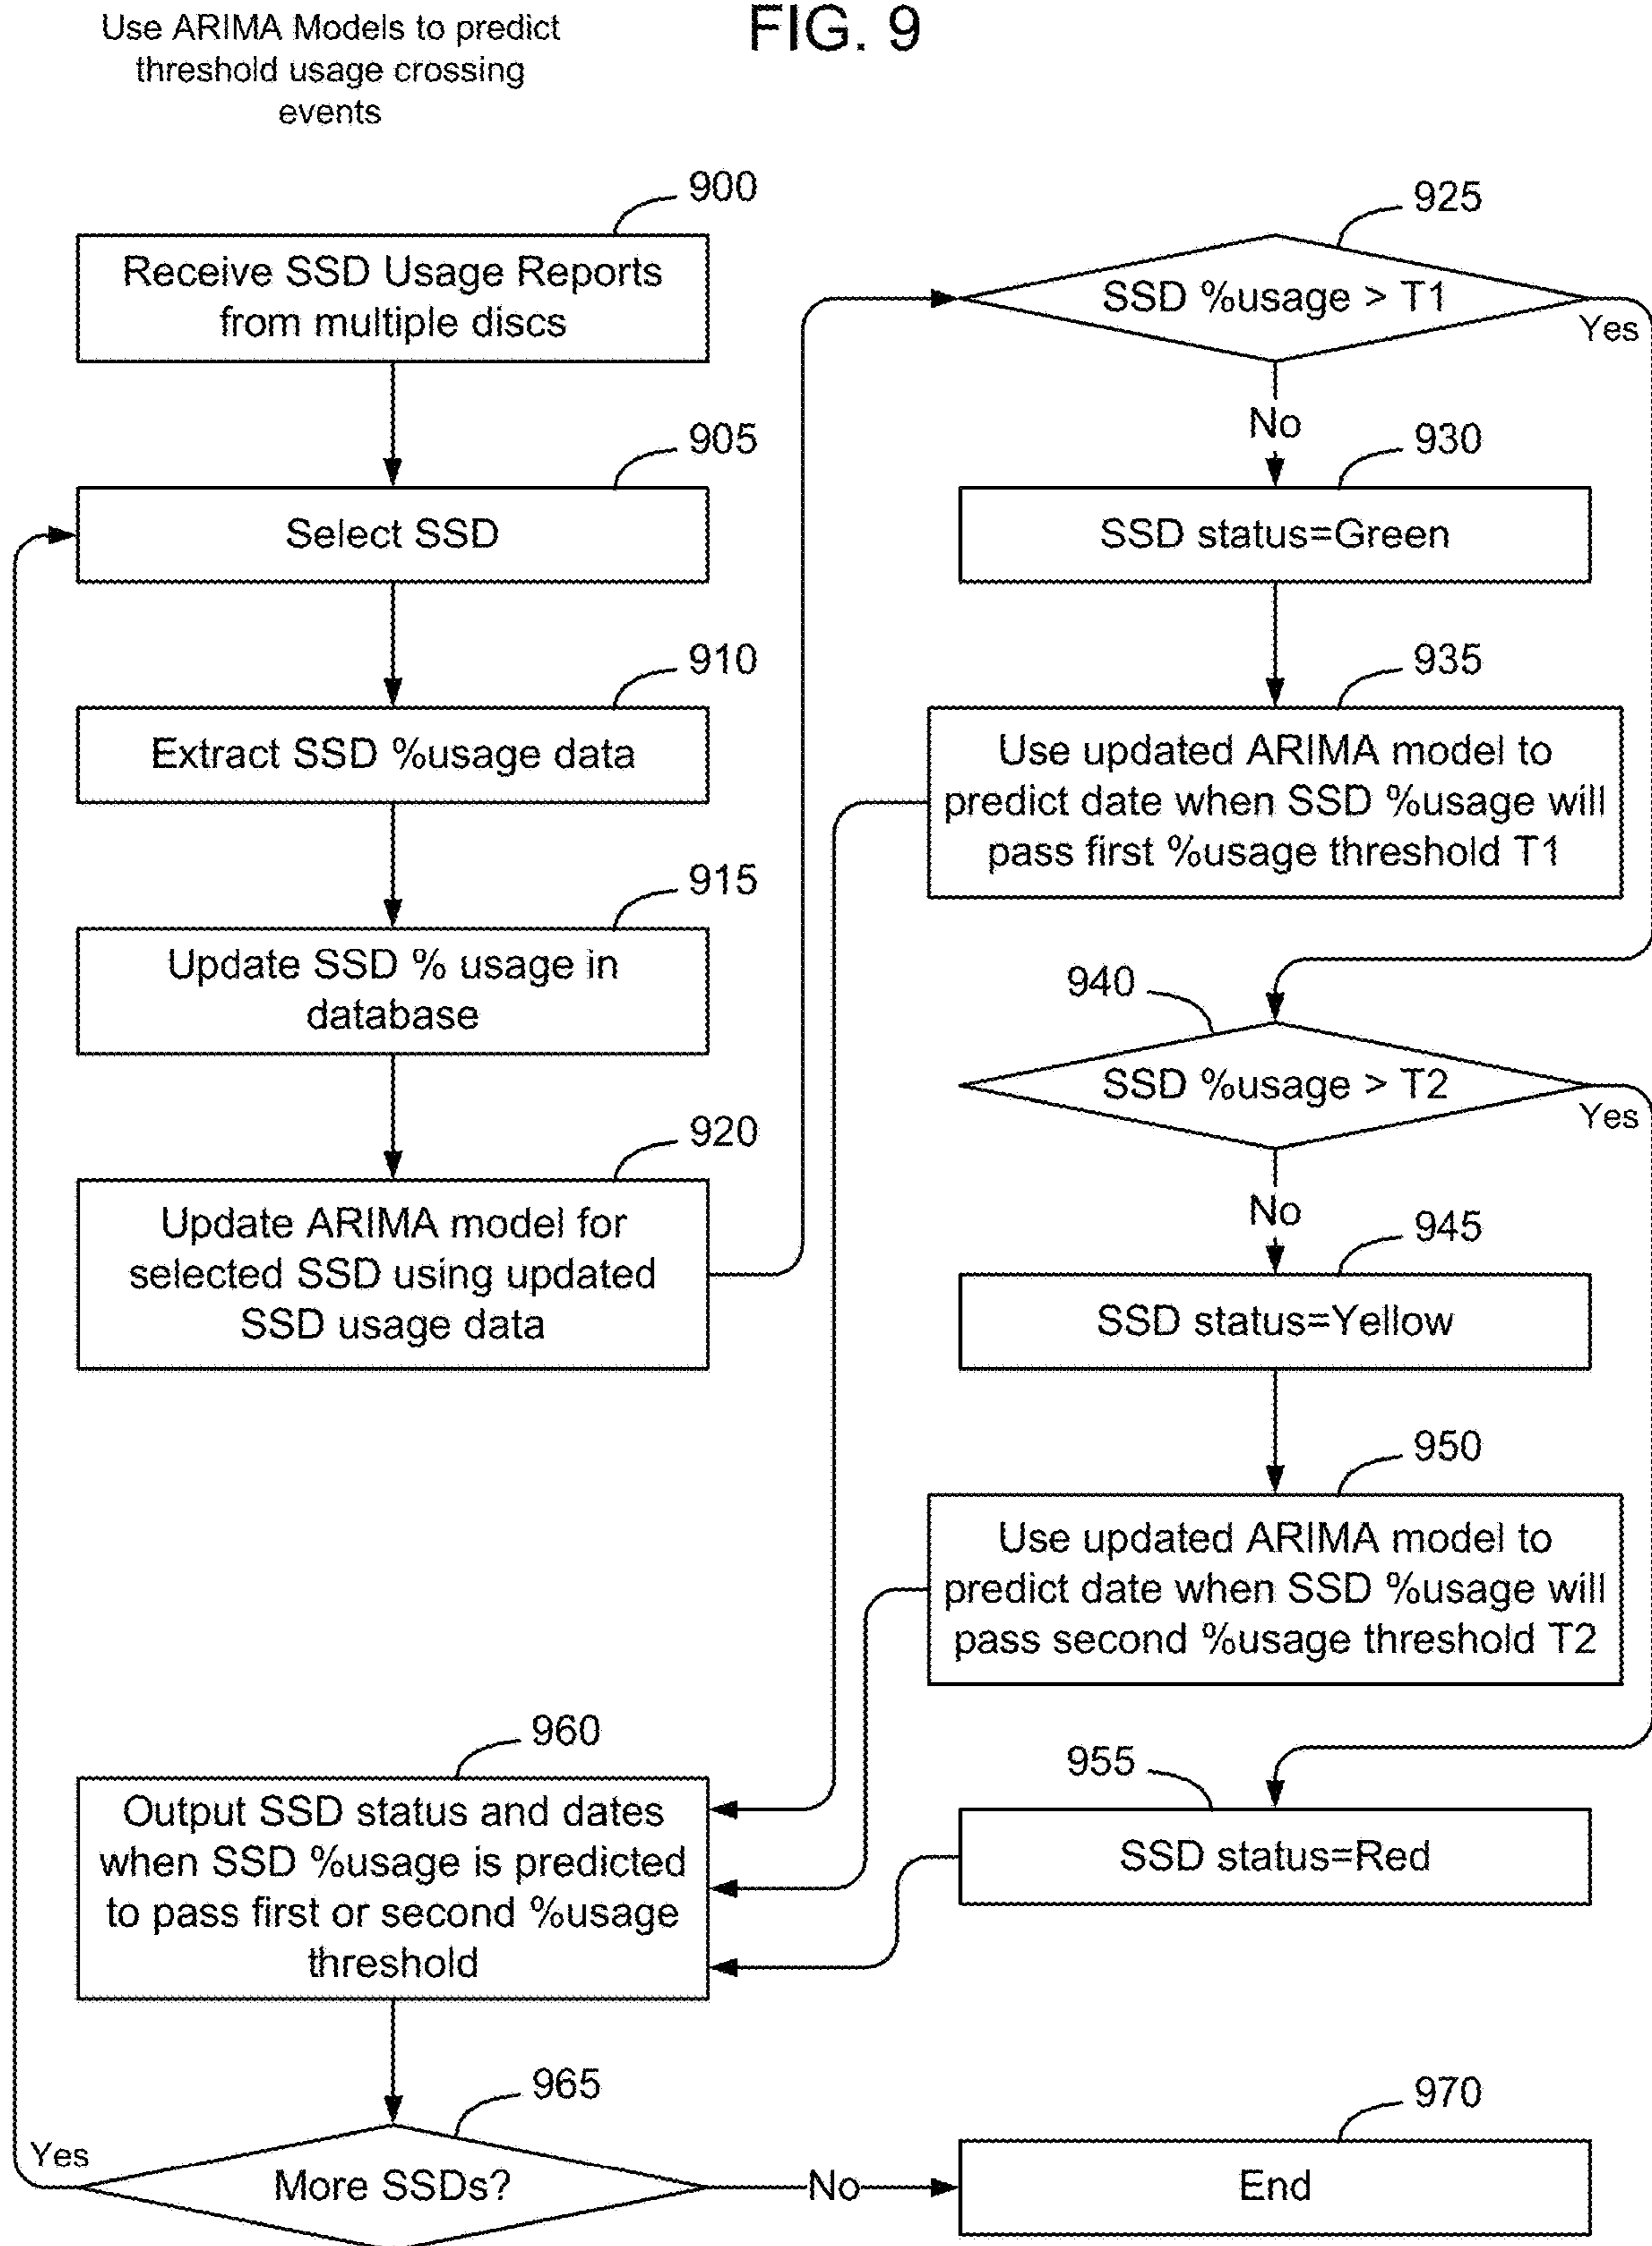 Use ARIMA Models to predict
threshold usage crossing
events
FIG. 9
900
Receive SSD Usage Reports
from multiple discs
905
Select SSD
910
Extract SSD %usage data
915
Update SSD % usage in
database
920
Update ARIMA model for
selected SSD using updated
SSD usage data
925
SSD %usage > T1
Yes
No
930
SSD status=Green
935
Use updated ARIMA model to
predict date when SSD %usage will
pass first %usage threshold T1
940
SSD %usage > T2
Yes
No
945
SSD status=Yellow
950
Use updated ARIMA model to
predict date when SSD %usage will
pass second %usage threshold T2
955
SSD status=Red
960
Output SSD status and dates
when SSD %usage is predicted
to pass first or second %usage
threshold
965
More SSDs?
Yes
No
970
End